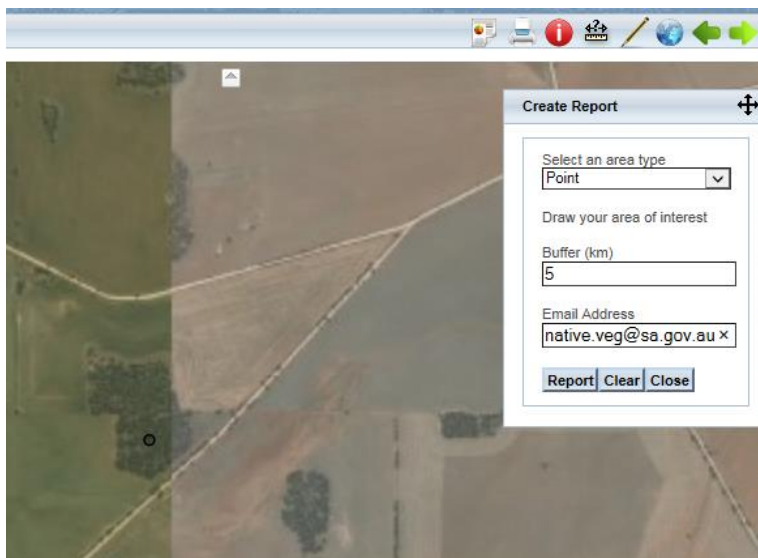 Create Report
Select an area type
Point
Draw your area of interest
Buffer (km)
5
Email Address
native.veg@sa.gov.au ×
Report Clear Close